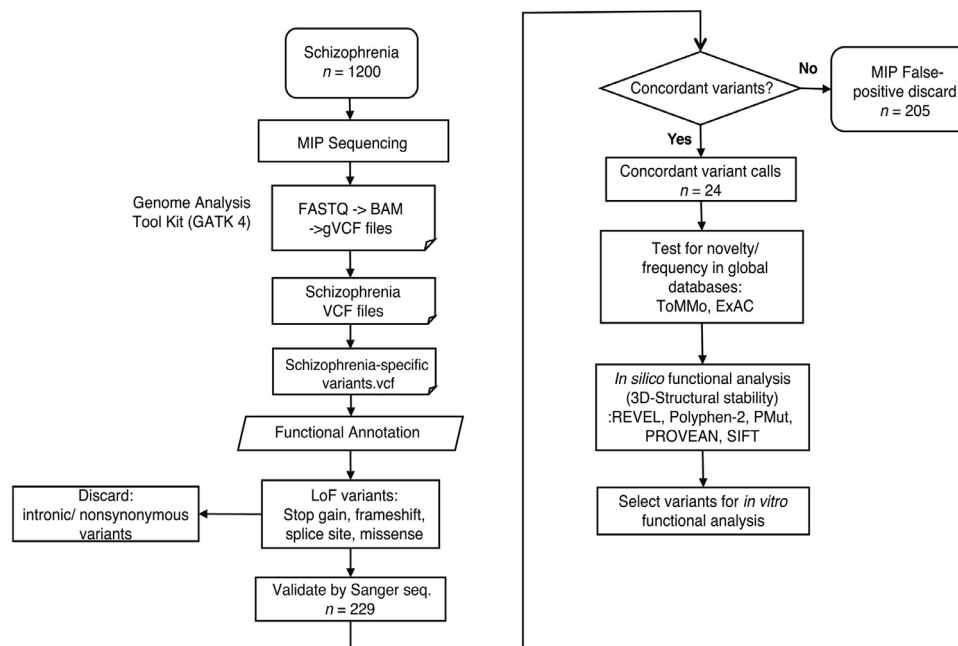 Schizophrenia
n = 1200
MIP Sequencing
Genome Analysis
Tool Kit (GATK 4)
FASTQ -> BAM
->gVCF files
Schizophrenia
VCF files
Schizophrenia-specific
variants.vcf
Functional Annotation
Discard:
intronic/ nonsynonymous
variants
LoF variants:
Stop gain, frameshift,
splice site, missense
Validate by Sanger seq.
n = 229
Concordant variants?
No
MIP False-
positive discard
n = 205
Yes
Concordant variant calls
n = 24
Test for novelty/
frequency in global
databases:
ToMMo, ExAC
In silico functional analysis
(3D-Structural stability)
:REVEL, Polyphen-2, PMut,
PROVEAN, SIFT
Select variants for in vitro
functional analysis